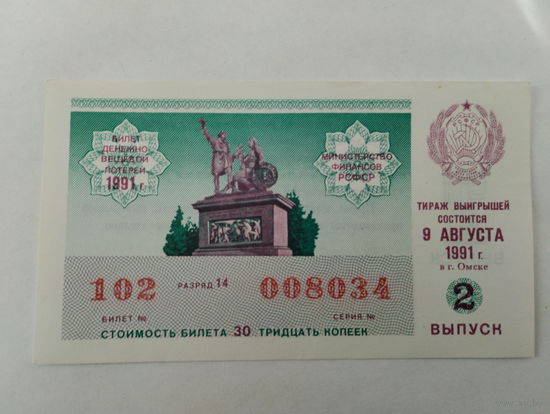 БИЛЕТ
ДЕНЕЖНО
ВЕЩЕВОЙ
ЛОТЕРЕИ
1991
МИНИСТЕРСТВО
ФИНАНСОВ
РСФСР
ТИРАЖ ВЫИГРЫШЕЙ
СОСТОИТСЯ
9 АВГУСТА
1991 г.
в г. Омске
102 РАЗРЯД 14 008034
БИЛЕТ № СЕРИЯ №
СТОИМОСТЬ БИЛЕТА 30 ТРИДЦАТЬ КОПЕЕК
2
ВЫПУСК